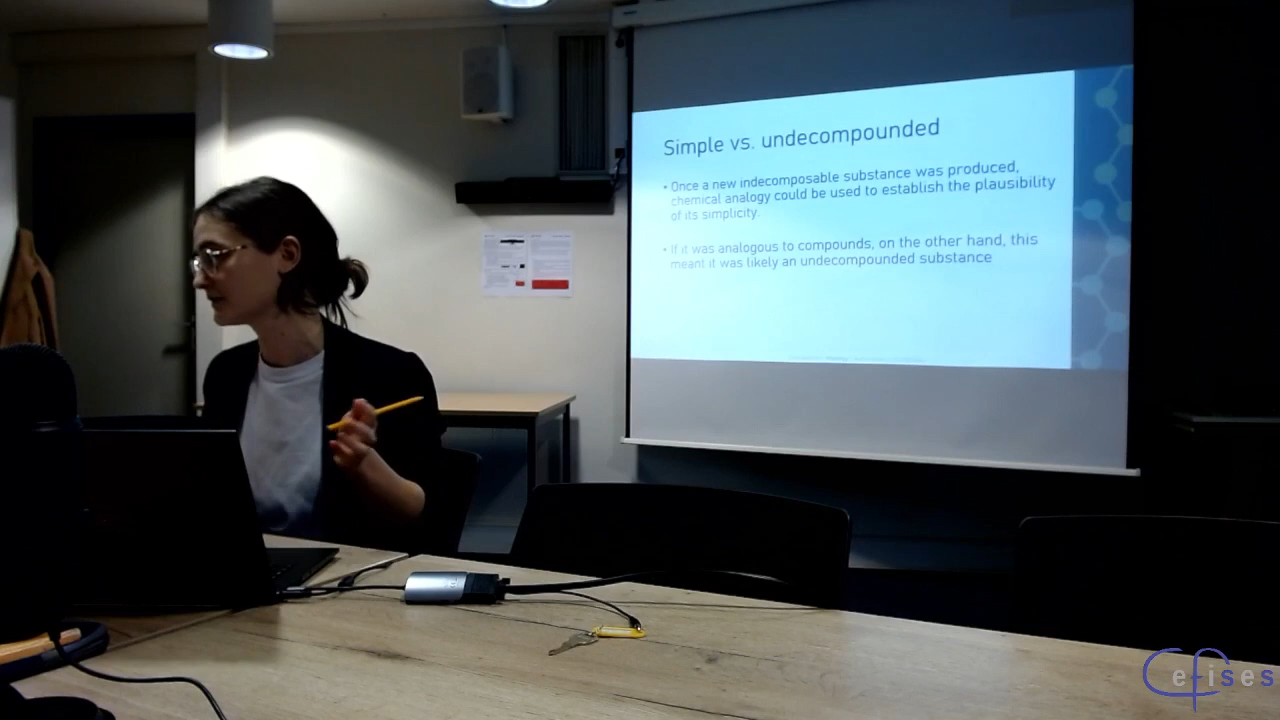 Simple vs. undecompounded
• Once a new indecomposable substance was produced,
chemical analogy could be used to establish the plausibility
of its simplicity.
• If it was analogous to compounds, on the other hand, this
meant it was likely an undecompounded substance
Cefises